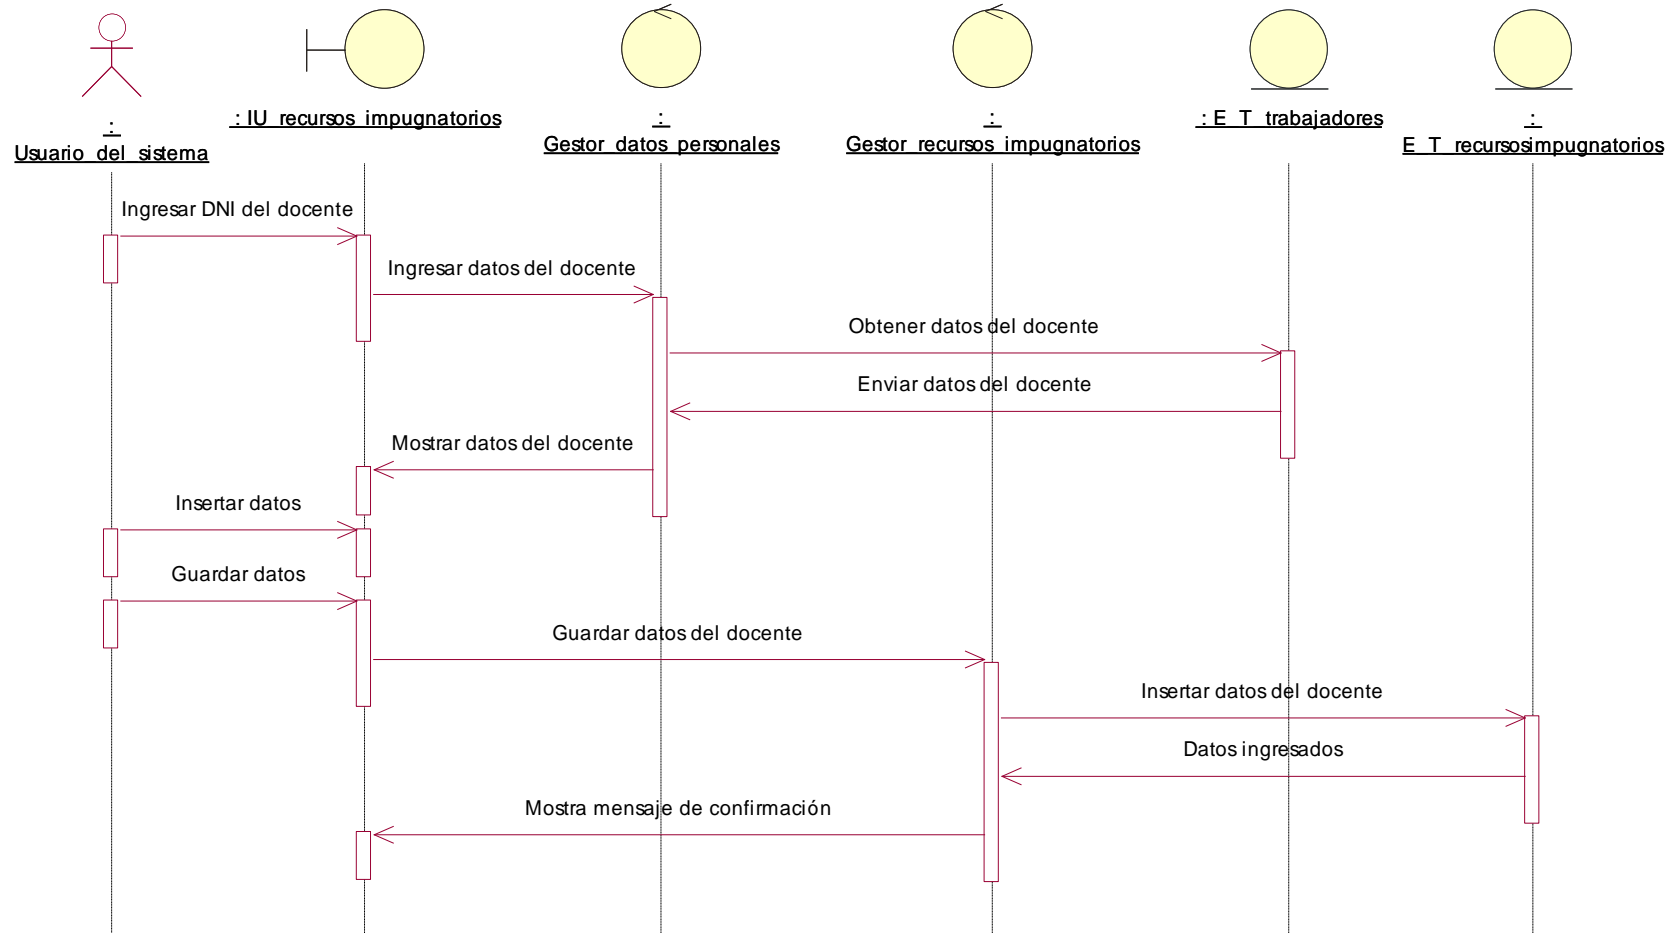 :
Usuario_del_sistema
: IU_recursos_impugnatorios
:
Gestor_datos_personales
:
Gestor_recursos_impugnatorios
: E_T_trabajadores
:
E_T_recursosimpugnatorios
Ingresar DNI del docente
Ingresar datos del docente
Obtener datos del docente
Enviar datos del docente
Mostrar datos del docente
Insertar datos
Guardar datos
Guardar datos del docente
Insertar datos del docente
Datos ingresados
Mostra mensaje de confirmación